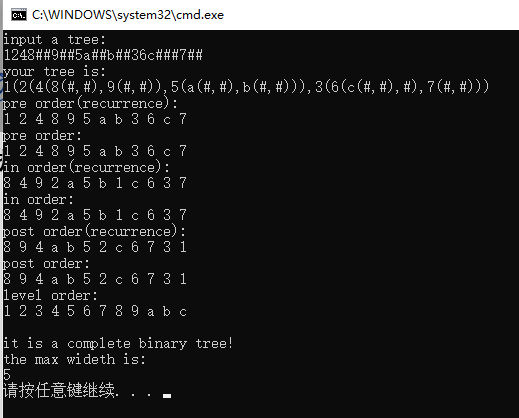 C:\WINDOWS\system32\cmd.exe
input a tree:
1248##9##5a##b##36c###7##
your tree is:
1(2(4(8(#,#),9(#,#)),5(a(#,#),b(#,#))),3(6(c(#,#),#),7(#,#)))
pre order(recurrence):
1 2 4 8 9 5 a b 3 6 c 7
pre order:
1 2 4 8 9 5 a b 3 6 c 7
in order(recurrence):
8 4 9 2 a 5 b 1 c 6 3 7
in order:
8 4 9 2 a 5 b 1 c 6 3 7
post order(recurrence):
8 9 4 a b 5 2 c 6 7 3 1
post order:
8 9 4 a b 5 2 c 6 7 3 1
level order:
1 2 3 4 5 6 7 8 9 a b c
it is a complete binary tree!
the max wideth is:
5
请按任意键继续. . .